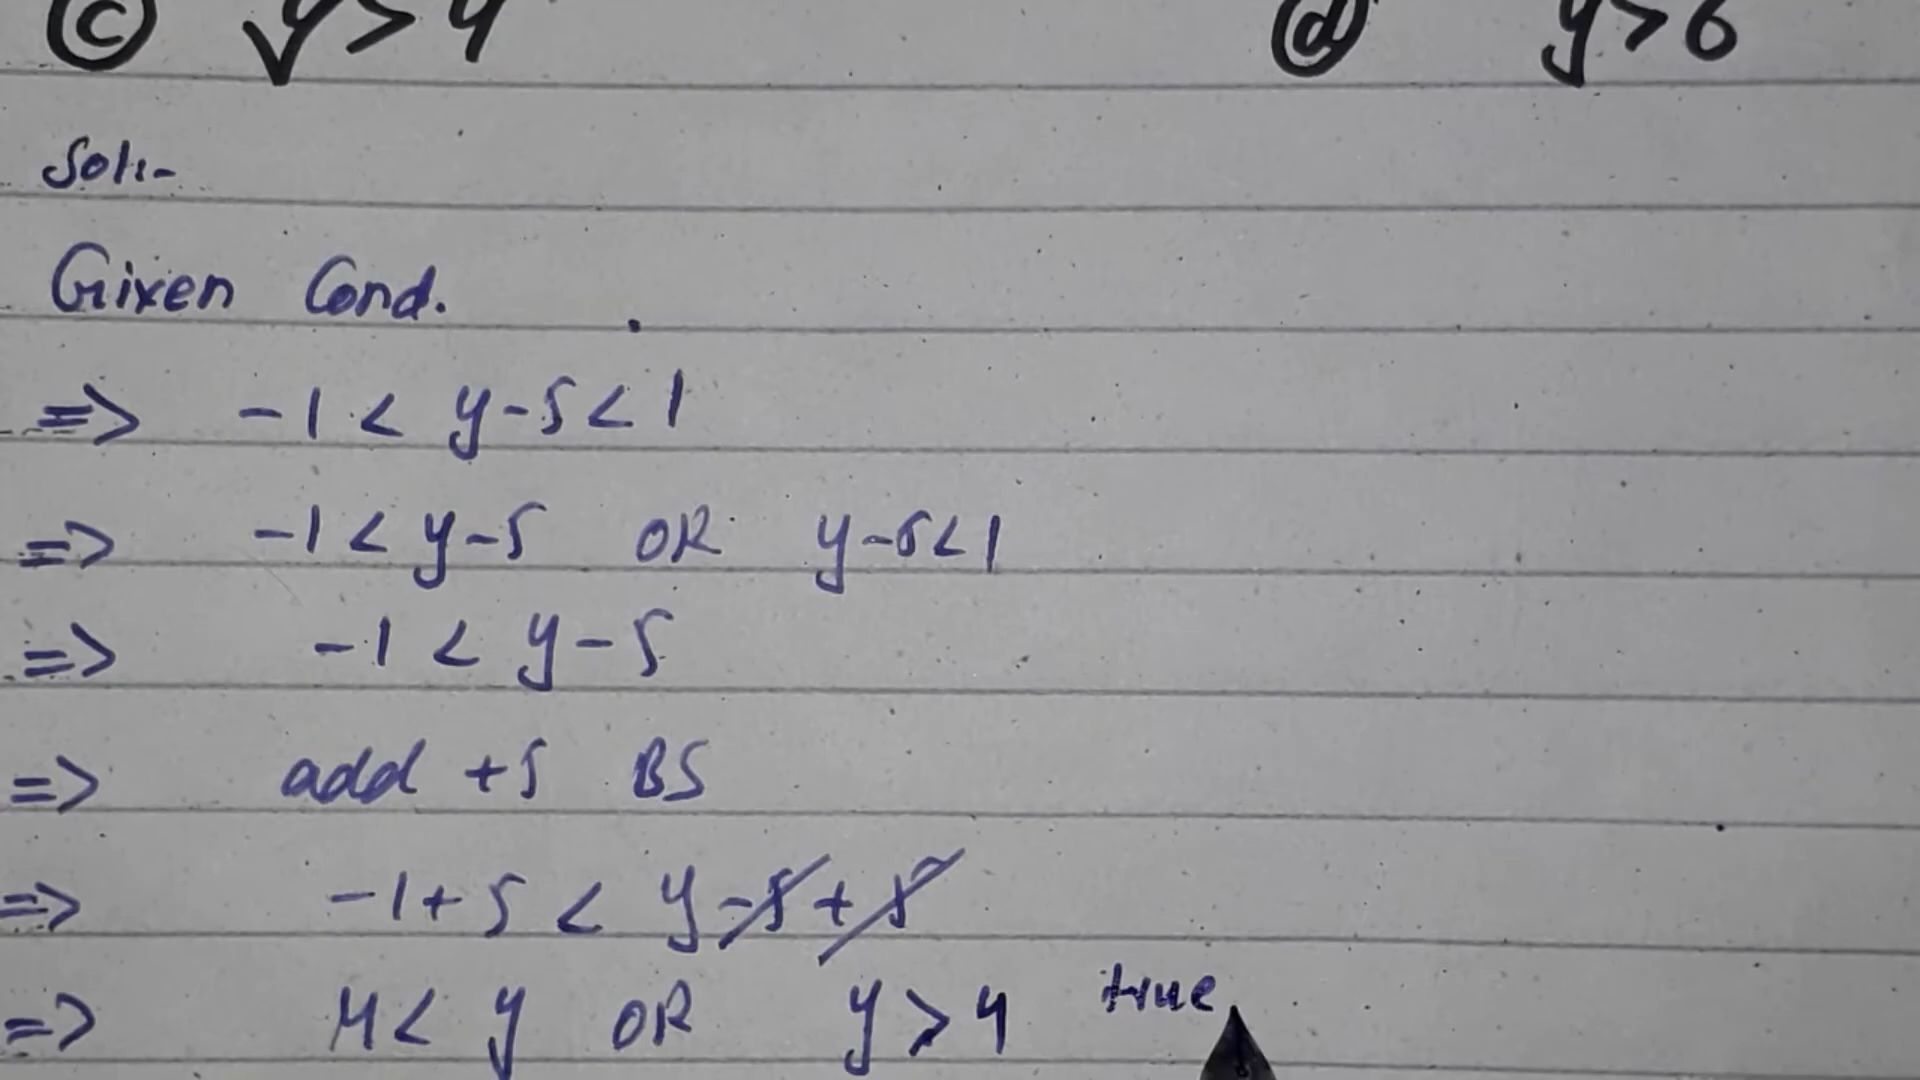 (c) y > 4 (d) y > 6
Sol:-
Given Cond.
=> -1 < y-5 < 1
=> -1 < y-5 OR y-5<1
=> -1 < y-5
=> add +5 BS
=> -1+5 < y-5+5
=> 4 < y OR y > 4 true